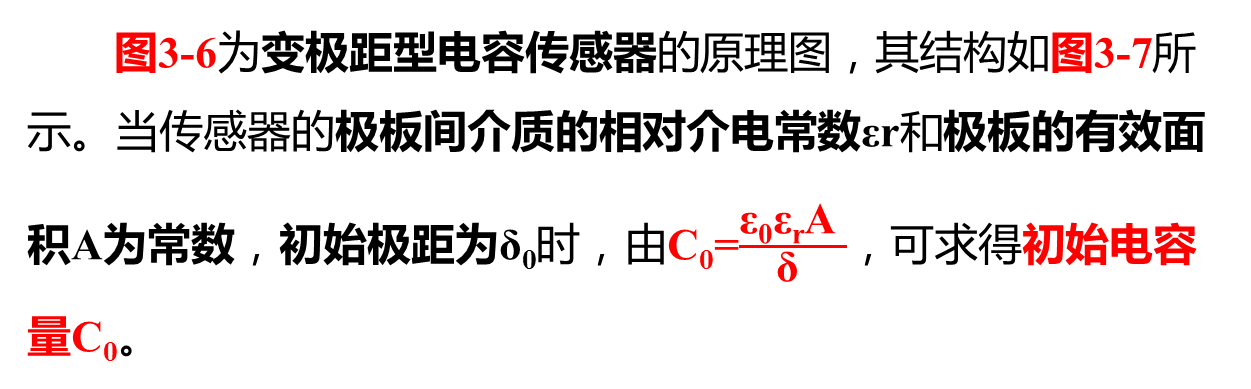 图3-6为变极距型电容传感器的原理图，其结构如图3-7所
示。当传感器的极板间介质的相对介电常数εr和极板的有效面
积A为常数，初始极距为δ₀时，由C₀=ε₀εᵣA/δ，可求得初始电容
量C₀。